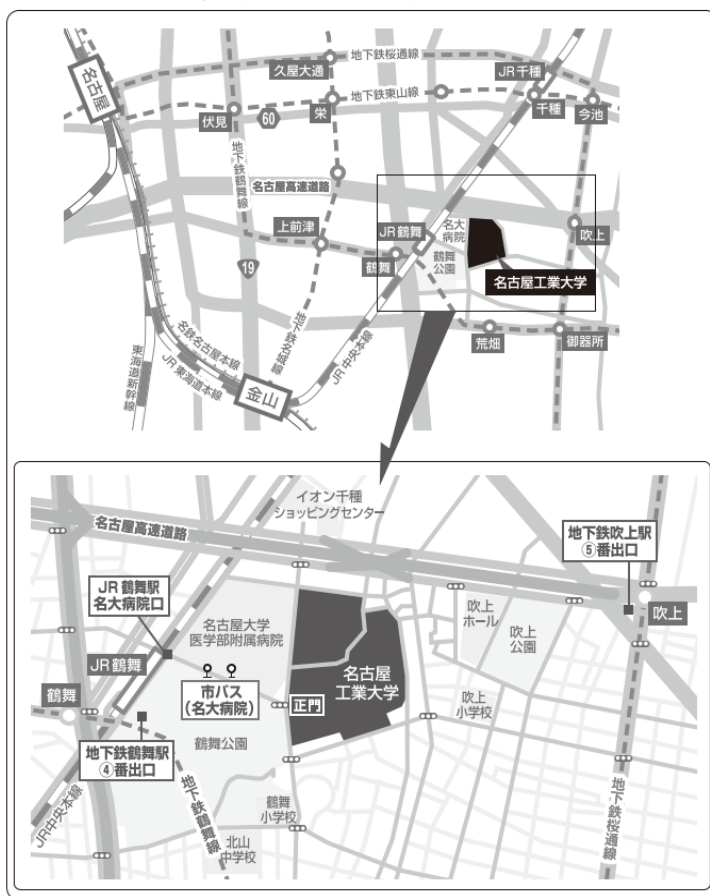 地下鉄桜通線
久屋大通
JR千種
名古屋
地下鉄東山線
伏見
60
栄
千種
今池
地下鉄鶴舞線
名古屋高速道路
上前津
JR鶴舞
名大
病院
吹上
鶴舞
鶴舞
公園
19
名古屋工業大学
地下鉄名城線
JR中央本線
荒畑
御器所
名鉄名古屋本線
JR東海道本線
東海道新幹線
金山
イオン千種
ショッピングセンター
名古屋高速道路
地下鉄吹上駅
⑤番出口
JR鶴舞駅
名大病院口
吹上
ホール
吹上
名古屋大学
医学部附属病院
吹上
公園
JR鶴舞
名古屋
工業大学
鶴舞
市バス
(名大病院)
正門
吹上
小学校
地下鉄鶴舞駅
④番出口
鶴舞公園
JR中央本線
地下鉄鶴舞線
鶴舞
小学校
地下鉄桜通線
北山
中学校